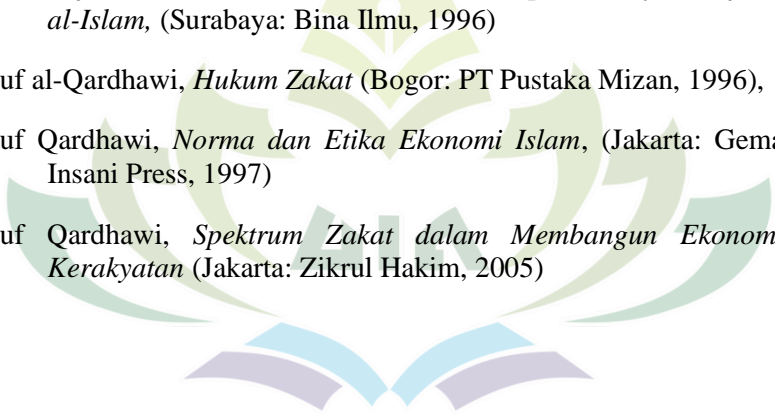 al-Islam, (Surabaya: Bina Ilmu, 1996)
uf al-Qardhawi, Hukum Zakat (Bogor: PT Pustaka Mizan, 1996),
uf Qardhawi, Norma dan Etika Ekonomi Islam, (Jakarta: Gema
Insani Press, 1997)
uf Qardhawi, Spektrum Zakat dalam Membangun Ekonom
Kerakyatan (Jakarta: Zikrul Hakim, 2005)